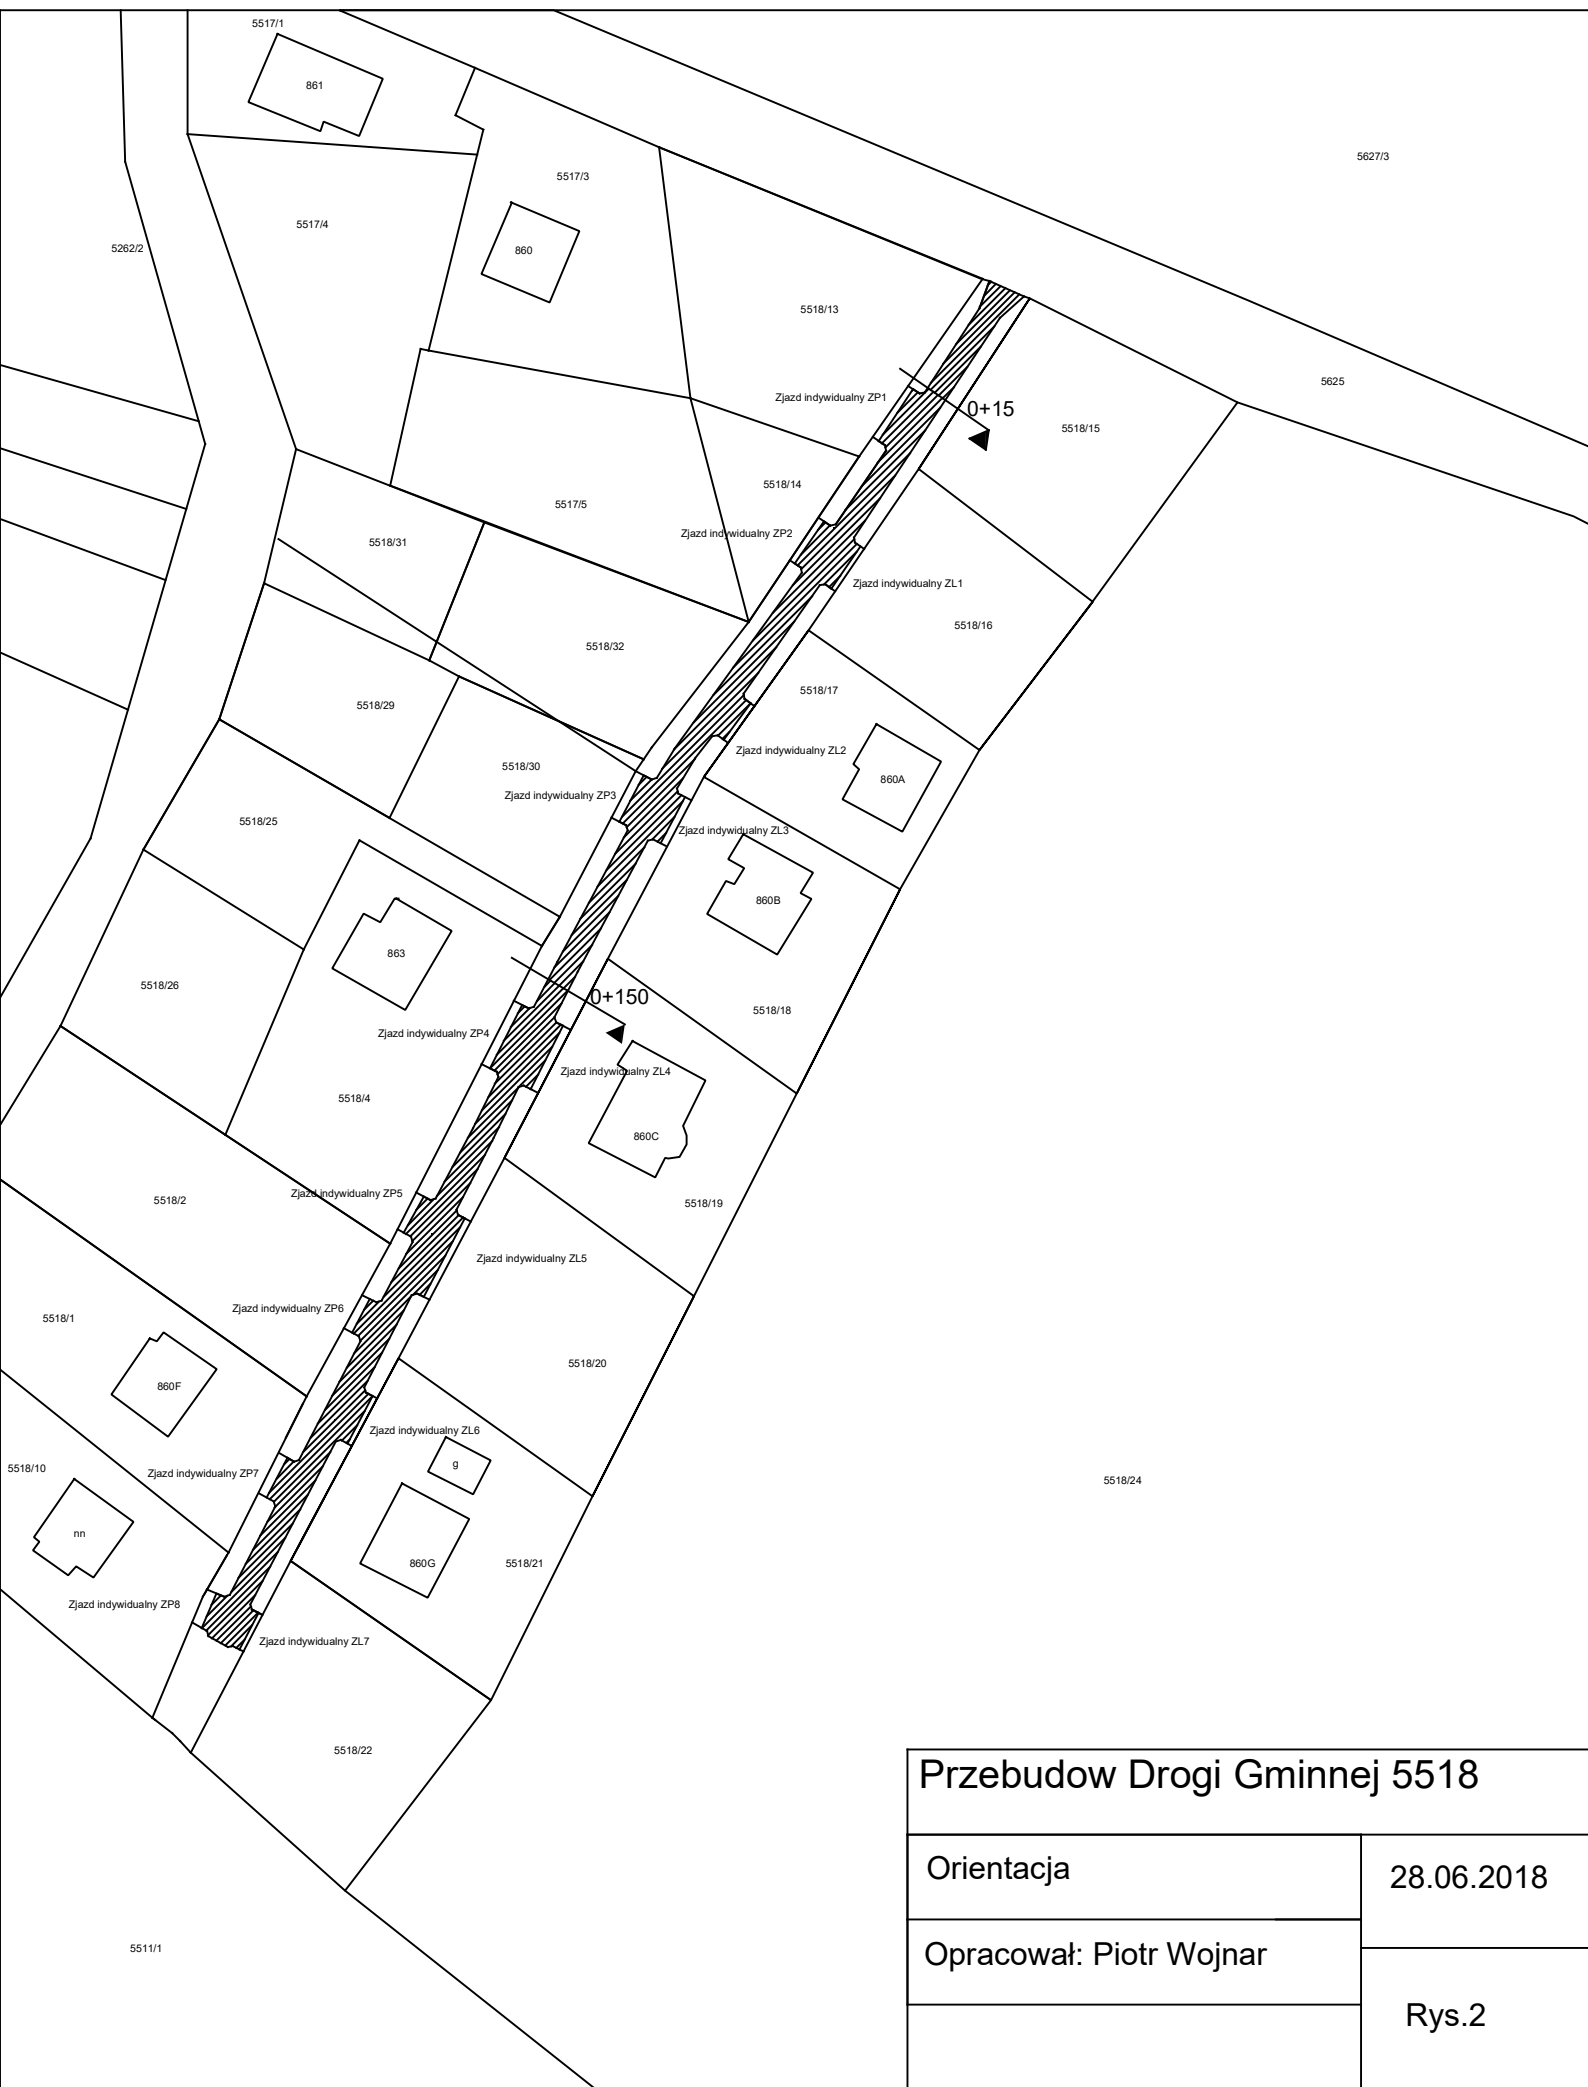 5517/1
861
5627/3
5517/3
5517/4
5262/2
860
5518/13
5625
Zjazd indywidualny ZP1
0+15
5518/15
5518/14
5517/5
Zjazd indywidualny ZP2
5518/31
Zjazd indywidualny ZL1
5518/16
5518/32
5518/17
5518/29
Zjazd indywidualny ZL2
5518/30
860A
Zjazd indywidualny ZP3
5518/25
Zjazd indywidualny ZL3
860B
863
5518/26
0+150
5518/18
Zjazd indywidualny ZP4
Zjazd indywidualny ZL4
5518/4
860C
Zjazd indywidualny ZP5
5518/2
5518/19
Zjazd indywidualny ZL5
Zjazd indywidualny ZP6
5518/1
5518/20
860F
Zjazd indywidualny ZL6
g
5518/10
Zjazd indywidualny ZP7
5518/24
nn
860G
5518/21
Zjazd indywidualny ZP8
Zjazd indywidualny ZL7
5518/22
5511/1
Przebudow Drogi Gminnej 5518
Orientacja
28.06.2018
Opracował: Piotr Wojnar
Rys.2